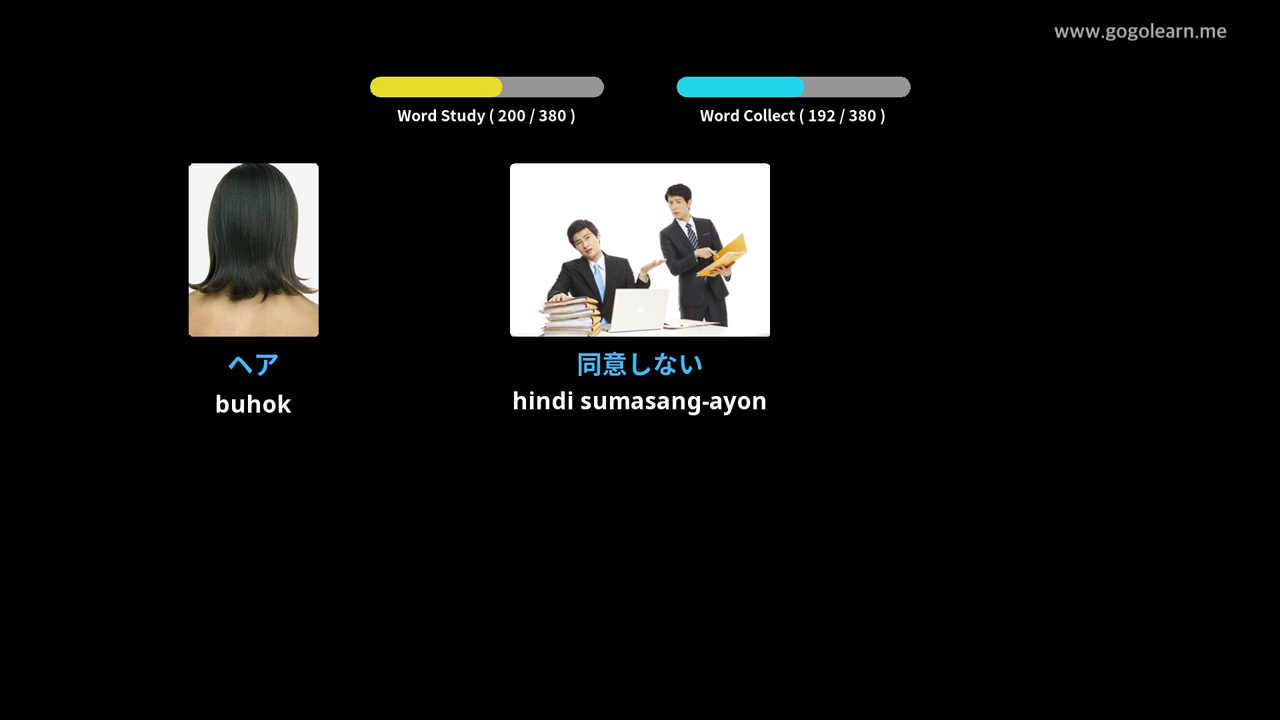 www.gogolearn.me
Word Study ( 200 / 380 )
Word Collect ( 192 / 380 )
ヘア
buhok
同意しない
hindi sumasang-ayon